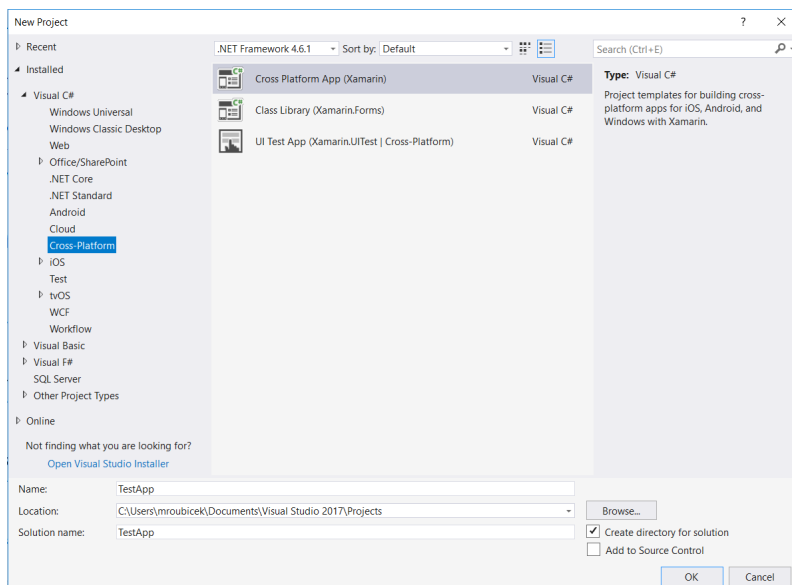 New Project
?
Recent
Installed
Visual C#
Windows Universal
Windows Classic Desktop
Web
Office/SharePoint
.NET Core
.NET Standard
Android
Cloud
Cross-Platform
iOS
Test
tvOS
WCF
Workflow
Visual Basic
Visual F#
SQL Server
Other Project Types
Online
Not finding what you are looking for?
Open Visual Studio Installer
.NET Framework 4.6.1 Sort by: Default
Cross Platform App (Xamarin) Visual C#
Class Library (Xamarin.Forms) Visual C#
UI Test App (Xamarin.UITest | Cross-Platform) Visual C#
Search (Ctrl+E)
Type: Visual C#
Project templates for building cross-
platform apps for iOS, Android, and
Windows with Xamarin.
Name: TestApp
Location: C:\Users\mroubicek\Documents\Visual Studio 2017\Projects
Browse...
Solution name: TestApp
Create directory for solution
Add to Source Control
OK Cancel